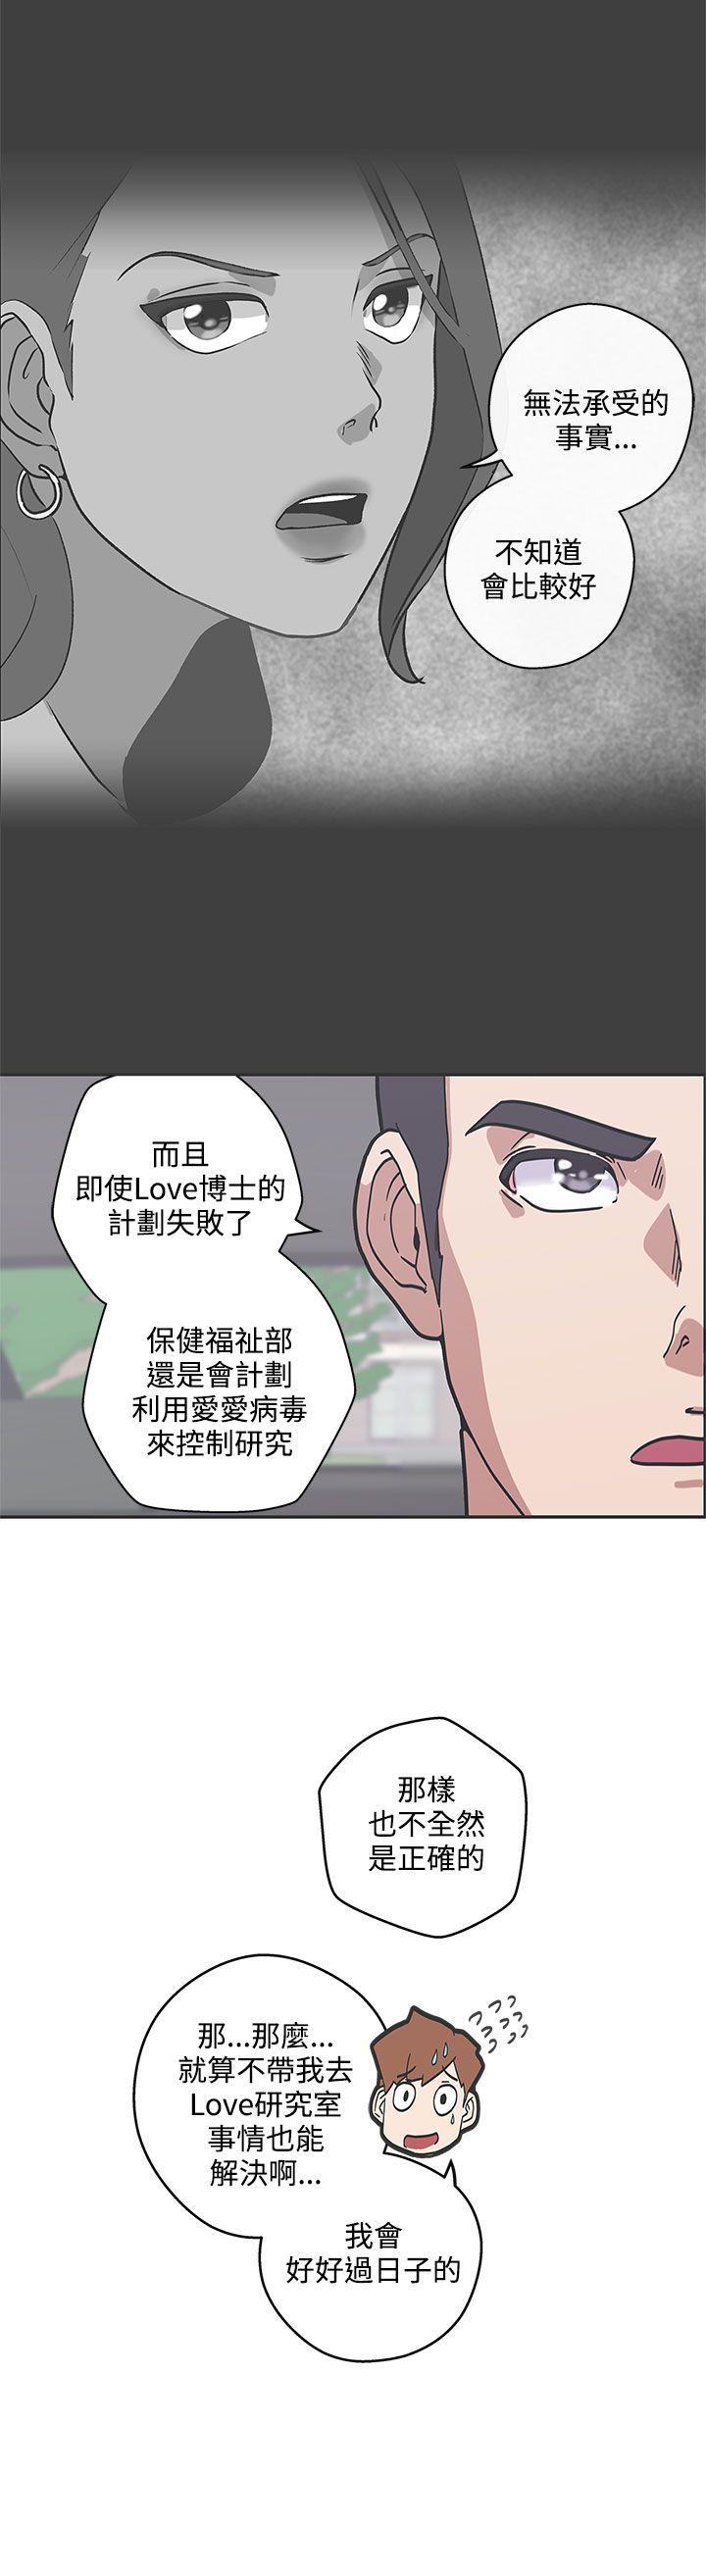 無法承受的
事實...
不知道
會比較好
而且
即使Love博士的
計劃失敗了
保健福祉部
還是會計劃
利用愛愛病毒
來控制研究
那樣
也不全然
是正確的
那...那麼...
就算不帶我去
Love研究室
事情也能
解決啊...
我會
好好過日子的